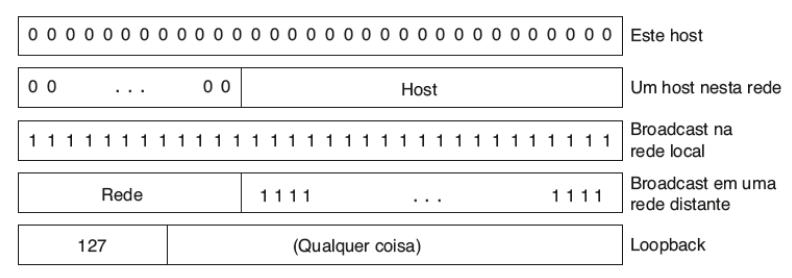 0 0 0 0 0 0 0 0 0 0 0 0 0 0 0 0 0 0 0 0 0 0 0 0 0 0 0 0 0 0 0 0 Este host
0 0 ... 0 0 Host Um host nesta rede
1 1 1 1 1 1 1 1 1 1 1 1 1 1 1 1 1 1 1 1 1 1 1 1 1 1 1 1 1 1 1 1 Broadcast na
rede local
Rede 1 1 1 1 ... 1 1 1 1 Broadcast em uma
rede distante
127 (Qualquer coisa) Loopback